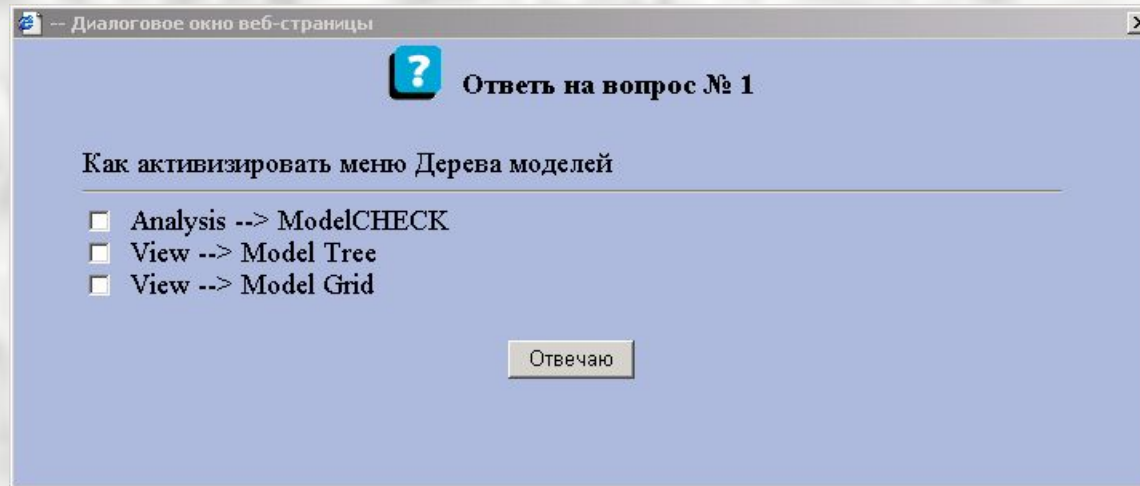 -- Диалоговое окно веб-страницы
Ответь на вопрос № 1
Как активизировать меню Дерева моделей
Analysis --> ModelCHECK
View --> Model Tree
View --> Model Grid
Отвечаю